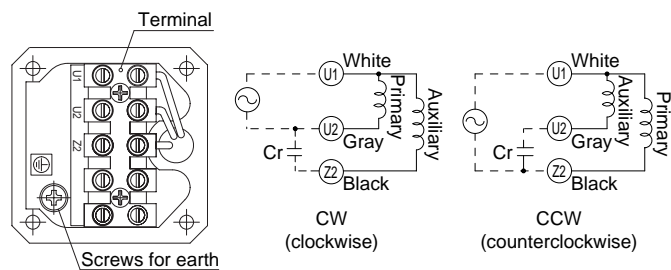 Terminal
U1
U2
Z2
Screws for earth
U1
White
Primary
Auxiliary
U2
Gray
Cr
Z2
Black
CW
(clockwise)
U1
White
Auxiliary
Primary
U2
Gray
Cr
Z2
Black
CCW
(counterclockwise)